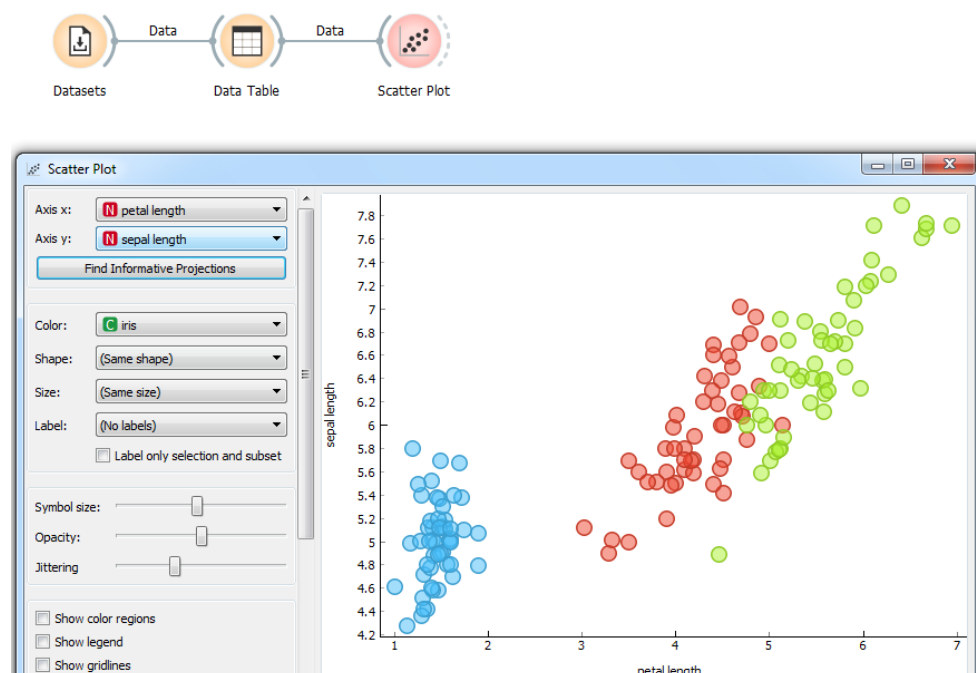 Data Data
Datasets Data Table Scatter Plot
Scatter Plot
Axis x: N petal length
Axis y: N sepal length
Find Informative Projections
Color: C iris
Shape: (Same shape)
Size: (Same size)
Label: (No labels)
Label only selection and subset
Symbol size:
Opacity:
Jittering
Show color regions
Show legend
Show gridlines
sepal length
7.8
7.6
7.4
7.2
7
6.8
6.6
6.4
6.2
6
5.8
5.6
5.4
5.2
5
4.8
4.6
4.4
4.2
1 2 3 4 5 6 7
petal length